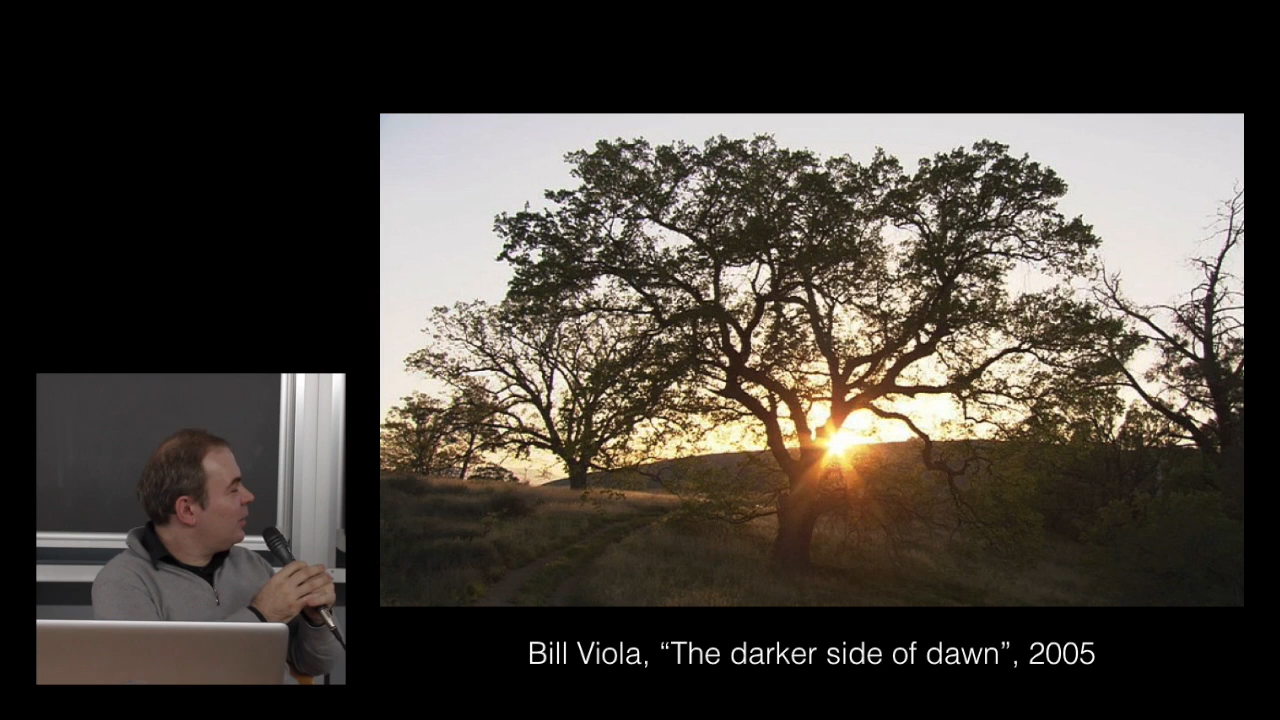 Bill Viola, “The darker side of dawn”, 2005